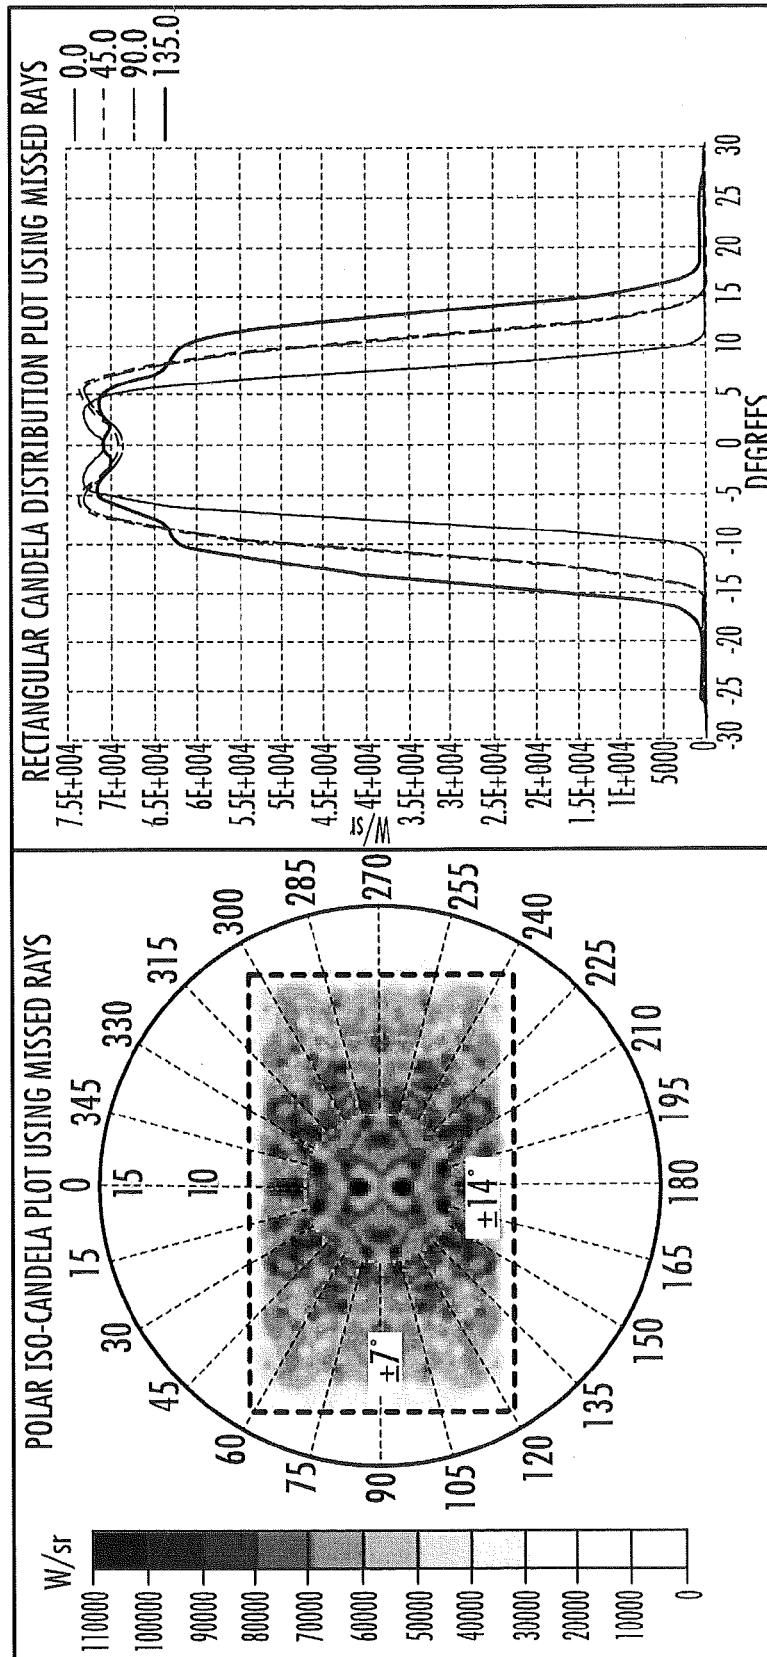 POLAR ISO-CANDELA PLOT USING MISSED RAYS
W/sr
110000
100000
90000
80000
70000
60000
50000
40000
30000
20000
10000
0
0
345
330
315
300
285
270
255
240
225
210
195
180
165
150
135
120
105
90
75
60
45
30
15
15
10
±7°
±14°
RECTANGULAR CANDELA DISTRIBUTION PLOT USING MISSED RAYS
0.0
45.0
90.0
135.0
7.5E+004
7E+004
6.5E+004
6E+004
5.5E+004
5E+004
4.5E+004
4E+004
3.5E+004
3E+004
2.5E+004
2E+004
1.5E+004
1E+004
5000
0
W/sr
-30 -25 -20 -15 -10 -5 0 5 10 15 20 25 30
DEGREES